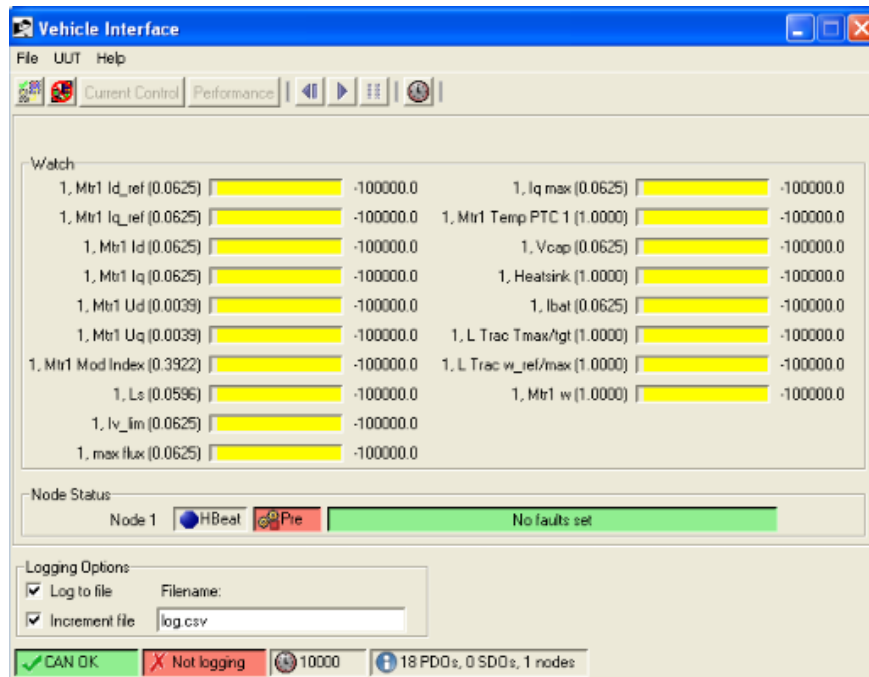 Vehicle Interface
File UUT Help
Current Control Performance
Watch
1, Mtr1 Id_ref (0.0625) -100000.0 1, Iq max (0.0625) -100000.0
1, Mtr1 Iq_ref (0.0625) -100000.0 1, Mtr1 Temp PTC 1 (1.0000) -100000.0
1, Mtr1 Id (0.0625) -100000.0 1, Vcap (0.0625) -100000.0
1, Mtr1 Iq (0.0625) -100000.0 1, Heatsink (1.0000) -100000.0
1, Mtr1 Ud (0.0039) -100000.0 1, Ibat (0.0625) -100000.0
1, Mtr1 Uq (0.0039) -100000.0 1, L Trac Tmax/tgt (1.0000) -100000.0
1, Mtr1 Mod Index (0.3922) -100000.0 1, L Trac w_ref/max (1.0000) -100000.0
1, Ls (0.0596) -100000.0 1, Mtr1 w (1.0000) -100000.0
1, Iv_lim (0.0625) -100000.0
1, max flux (0.0625) -100000.0
Node Status
Node 1 HBeat Pre No faults set
Logging Options
Log to file Filename:
Increment file log.csv
CAN OK Not logging 10000 18 PDOs, 0 SDOs, 1 nodes